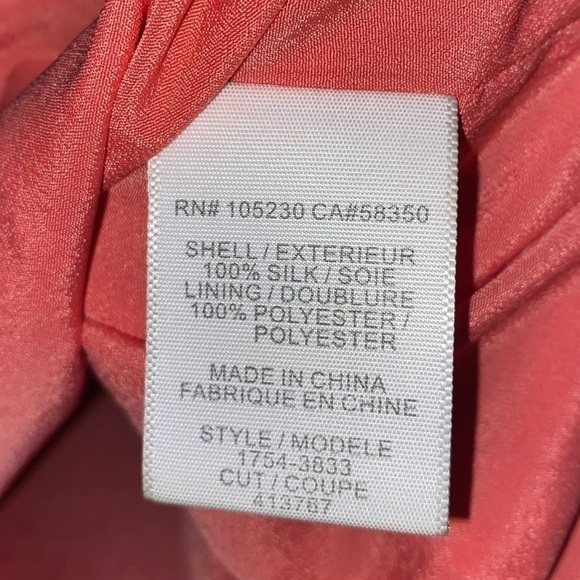 RN# 105230 CA#58350
SHELL / EXTERIEUR
100% SILK / SOIE
LINING / DOUBLURE
100% POLYESTER /
POLYESTER
MADE IN CHINA
FABRIQUE EN CHINE
STYLE / MODELE
1754-3833
CUT / COUPE
413787